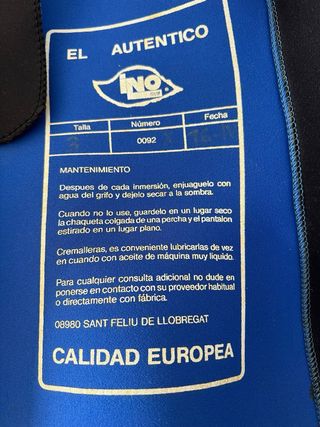 EL AUTENTICO
iNO
Talla Número Fecha
0092
MANTENIMIENTO
Despues de cada inmersión, enjuaguelo con
agua del grifo y dejelo secar a la sombra.
Cuando no lo use, guardelo en un lugar seco
la chaqueta colgada de una percha y el pantalon
estirado en un lugar plano.
Cremalleras, es conveniente lubricarlas de vez
en cuando con aceite de máquina muy liquido.
Para cualquier consulta adicional no dude en
ponerse en contacto con su proveedor habitual
o directamente con fábrica.
08980 SANT FELIU DE LLOBREGAT
CALIDAD EUROPEA